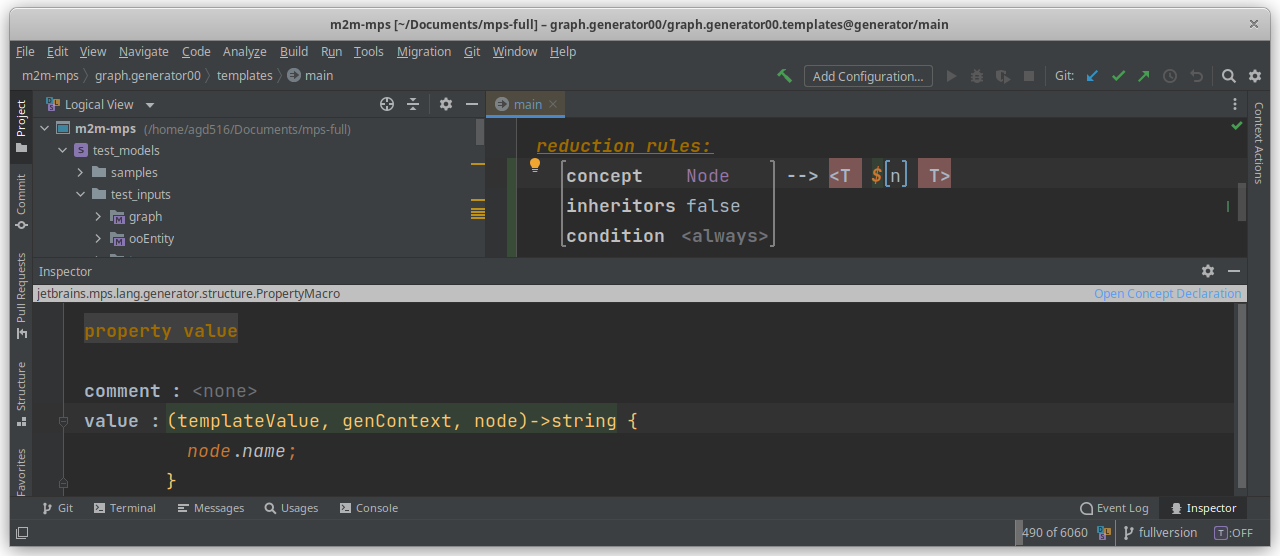 m2m-mps [~/Documents/mps-full] – graph.generator00/graph.generator00.templates@generator/main
File Edit View Navigate Code Analyze Build Run Tools Migration Git Window Help
m2m-mps graph.generator00 templates main
Add Configuration...
Git:
Project
Commit
Pull Requests
Structure
Favorites
Logical View
m2m-mps (/home/agd516/Documents/mps-full)
test_models
samples
test_inputs
graph
ooEntity
main
reduction rules:
concept Node --> <T $[n] T>
inheritors false
condition <always>
Context Actions
Inspector
jetbrains.mps.lang.generator.structure.PropertyMacro Open Concept Declaration
property value
comment : <none>
value : (templateValue, genContext, node)->string {
node.name;
}
Git Terminal Messages Usages Console Event Log Inspector
490 of 6060 fullversion T :OFF